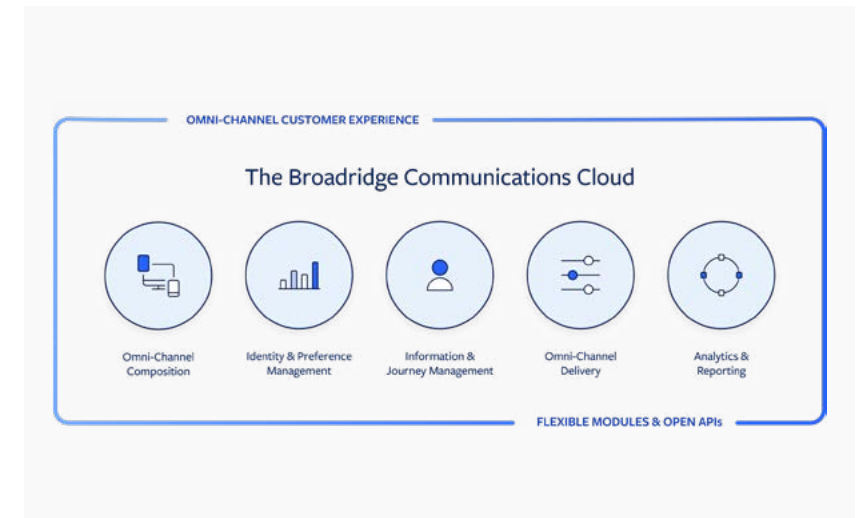 OMNI-CHANNEL CUSTOMER EXPERIENCE
The Broadridge Communications Cloud
Omni-Channel
Composition
Identity & Preference
Management
Information &
Journey Management
Omni-Channel
Delivery
Analytics &
Reporting
FLEXIBLE MODULES & OPEN APIs